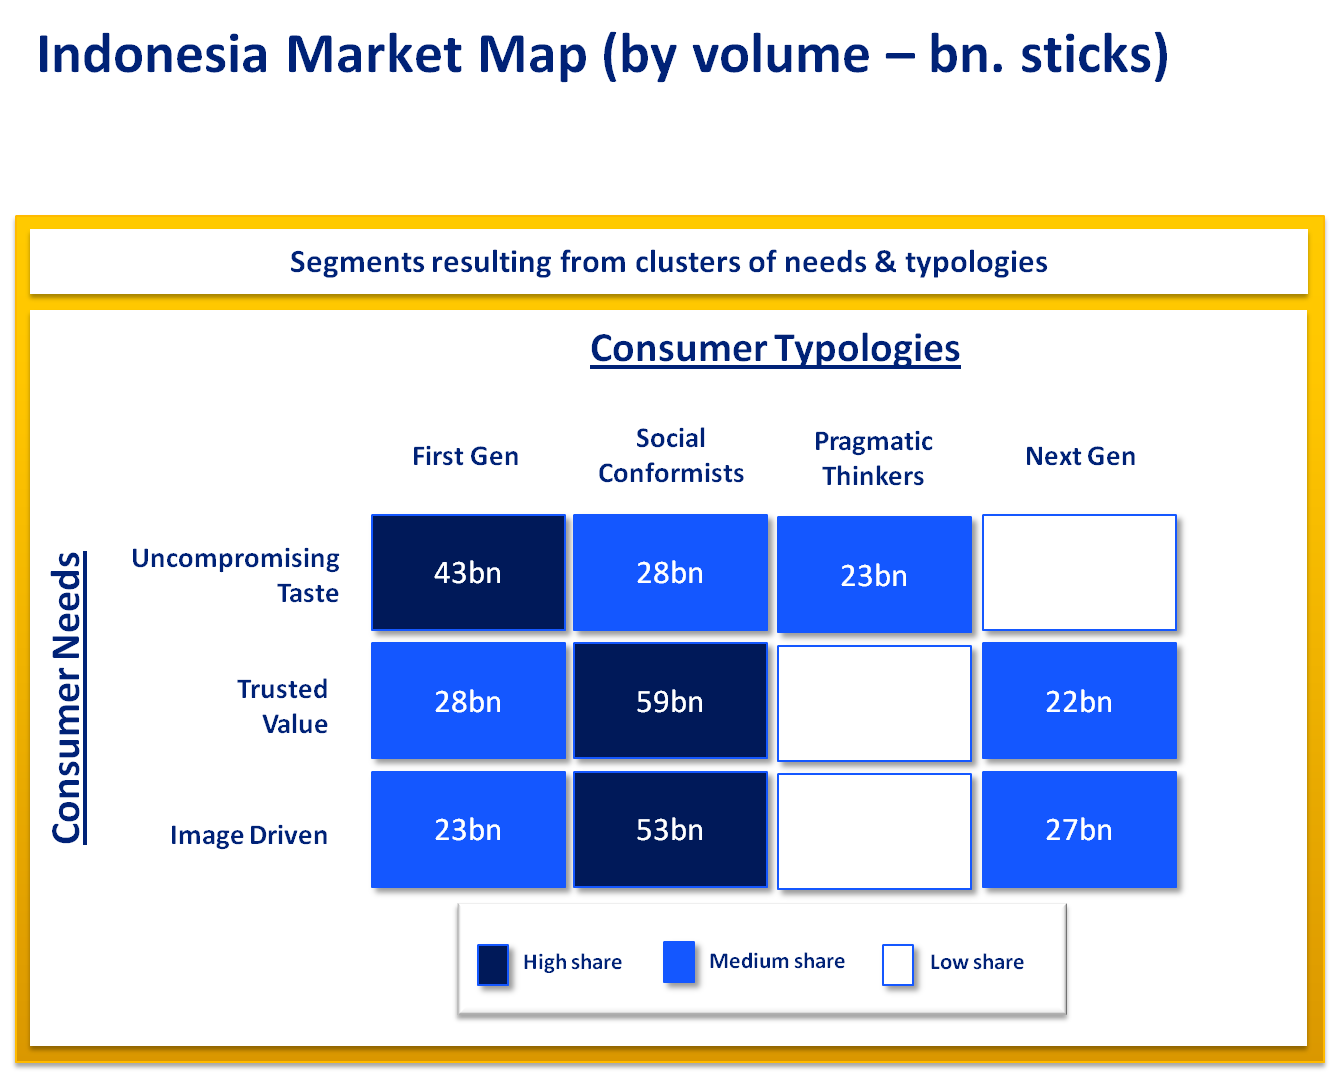 Indonesia Market Map (by volume – bn. sticks)
Segments resulting from clusters of needs & typologies
Consumer Typologies
First Gen
Social
Conformists
Pragmatic
Thinkers
Next Gen
Consumer Needs
Uncompromising
Taste
43bn
28bn
23bn
Trusted
Value
28bn
59bn
22bn
Image Driven
23bn
53bn
27bn
High share
Medium share
Low share